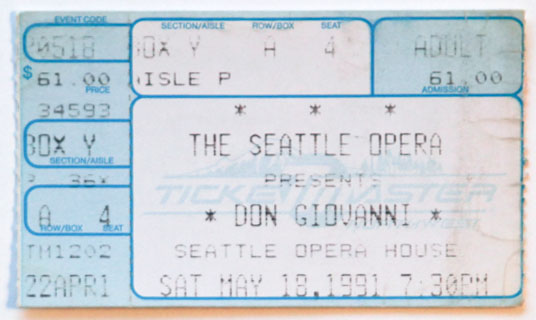 EVENT CODE SECTION/AISLE ROW/BOX SEAT
P0518 BOX Y A 4 ADULT
$ 61.00 AISLE P 61.00
PRICE ADMISSION
34593 * * *
BOX Y THE SEATTLE OPERA
SECTION/AISLE
P 36X PRESENTS
TICKETMASTER
A 4 * DON GIOVANNI *
ROW/BOX SEAT
TM1202 SEATTLE OPERA HOUSE
22APR1 SAT MAY 18,1991 7:30PM